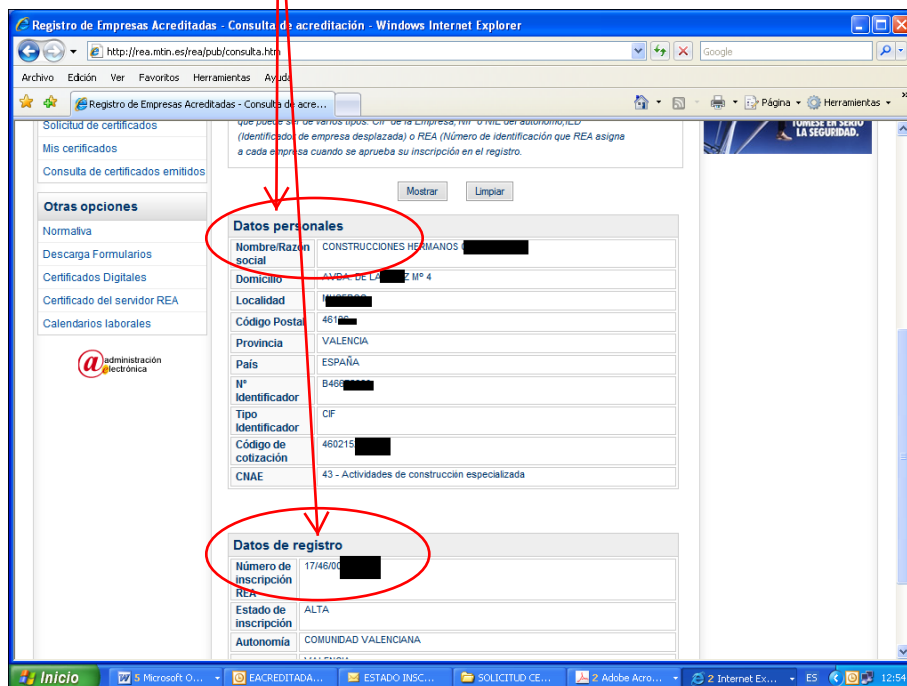 Registro de Empresas Acreditadas - Consulta de acreditación - Windows Internet Explorer
http://rea.mtin.es/rea/pub/consulta.htm
Google
Archivo Edición Ver Favoritos Herramientas Ayuda
Registro de Empresas Acreditadas - Consulta de acre...
Página Herramientas
Solicitud de certificados
Mis cerificados
Consulta de certificados emitidos
Otras opciones
Normativa
Descarga Formularios
Certificados Digitales
Certificado del servidor REA
Calendarios laborales
administración
electrónica
que puede ser de varios tipos: CIF de la Empresa, NIF o NIE del autónomo,IED
(Identificador de empresa desplazada) o REA (Número de identificación que REA asigna
a cada empresa cuando se aprueba su inscripción en el registro.
TÓMESE EN SERIO
LA SEGURIDAD.
Mostrar Limpiar
Datos personales
Nombre/Razón social CONSTRUCCIONES HERMANOS
Domicilio AVDA. DE LA Z Nº 4
Localidad
Código Postal 461
Provincia VALENCIA
País ESPAÑA
Nº Identificador B466
Tipo Identificador CIF
Código de cotización 460215
CNAE 43 - Actividades de construcción especializada
Datos de registro
Número de inscripción REA 17/46/00
Estado de inscripción ALTA
Autonomía COMUNIDAD VALENCIANA
Inicio 5 Microsoft O... EACREDITADA... ESTADO INSC... SOLICITUD CE... 2 Adobe Acro... 2 Internet Ex... ES 12:54